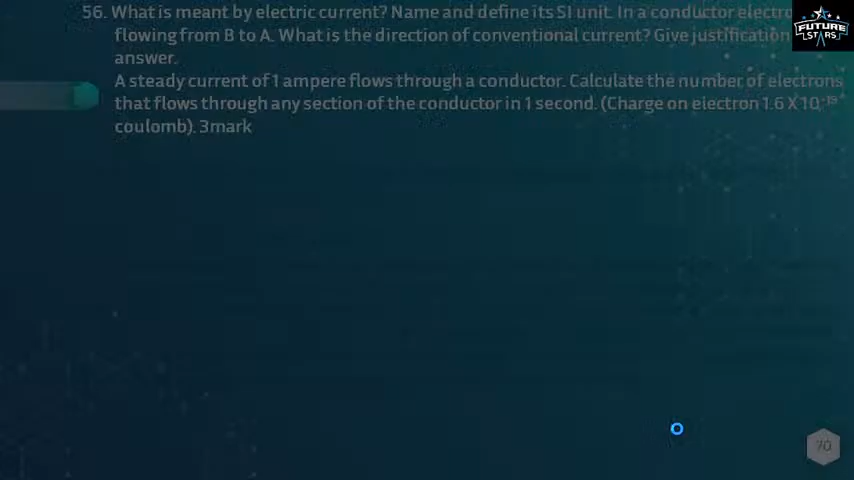 56. What is meant by electric current? Name and define its SI unit. In a conductor electro
flowing from B to A. What is the direction of conventional current? Give justification
answer.
A steady current of 1 ampere flows through a conductor. Calculate the number of electrons
that flows through any section of the conductor in 1 second. (Charge on electron 1.6 X 10⁻¹⁹
coulomb). 3mark
FUTURE
STARS
70